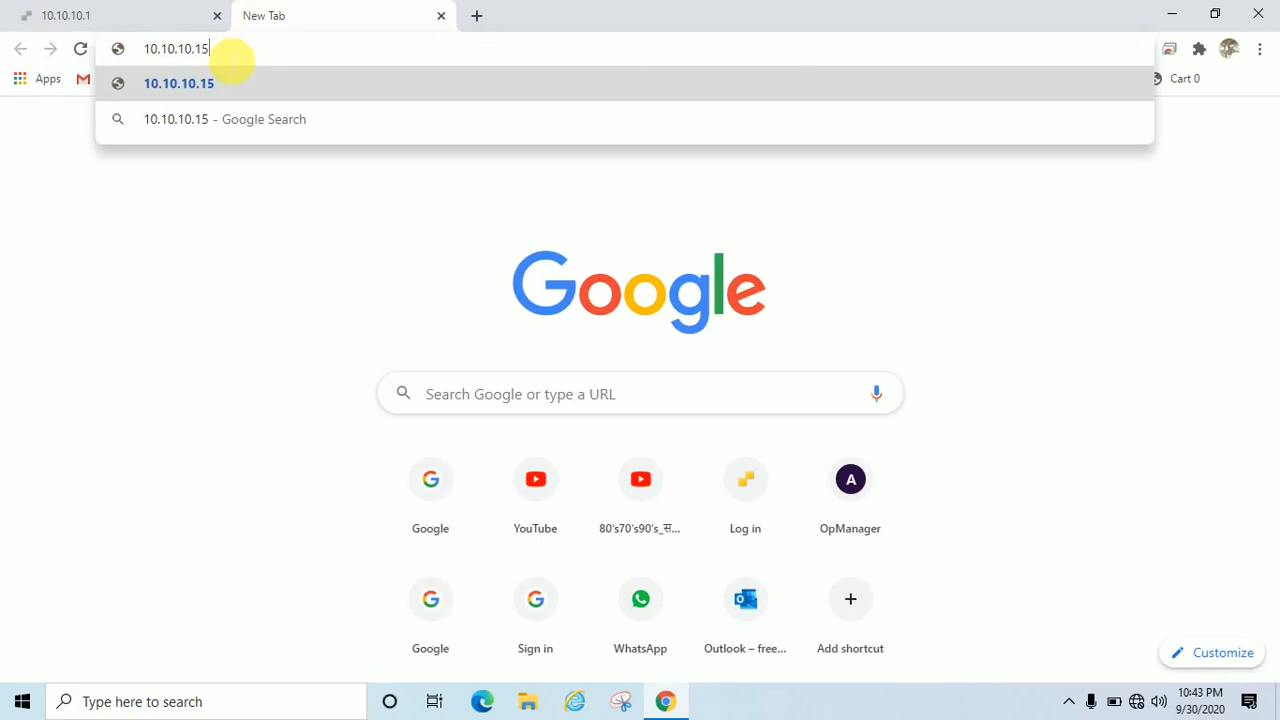 10.10.10.1
New Tab
10.10.10.15
Apps
Cart 0
10.10.10.15
10.10.10.15 - Google Search
Google
Search Google or type a URL
Google
YouTube
80's70's90's_स...
Log in
A
OpManager
Google
Sign in
WhatsApp
Outlook – free...
Add shortcut
Customize
Type here to search
10:43 PM
9/30/2020